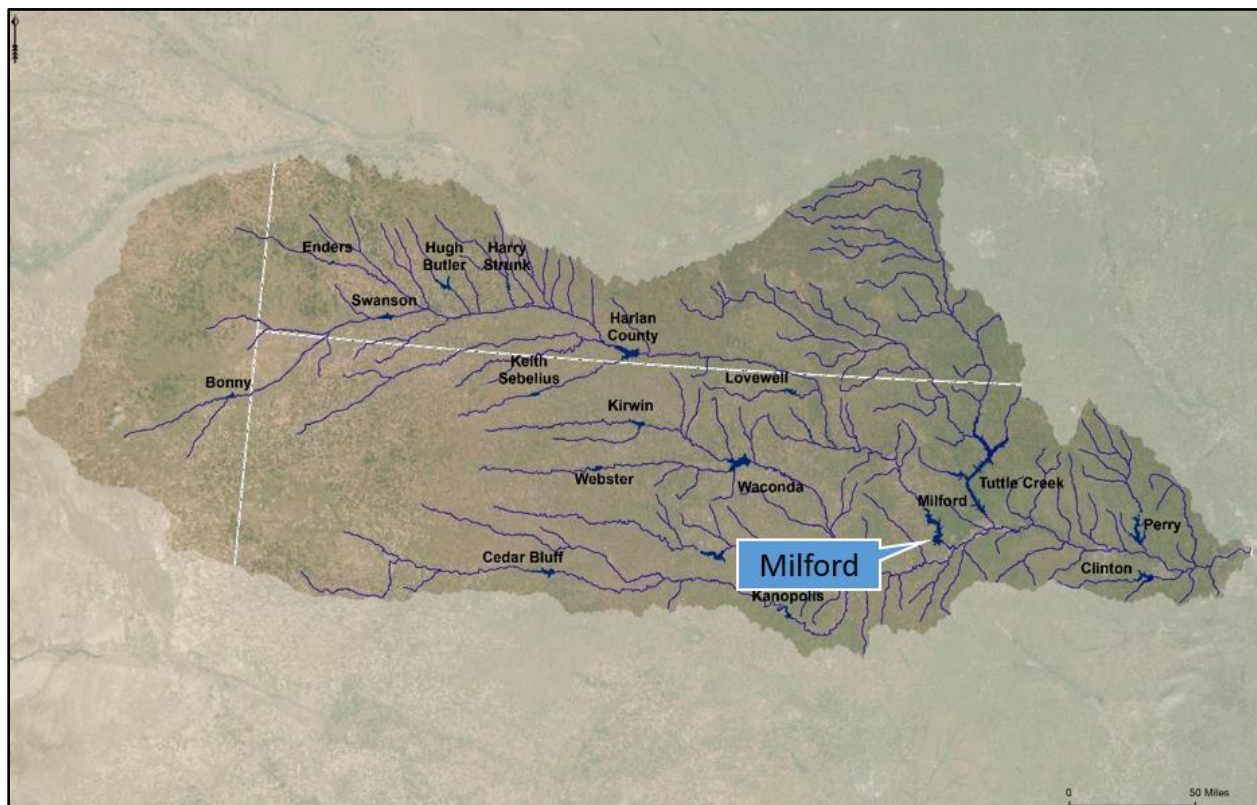 Enders
Hugh
Butler
Harry
Strunk
Swanson
Harlan
County
Bonny
Keith
Sebelius
Lovewell
Kirwin
Webster
Waconda
Milford
Tuttle Creek
Perry
Cedar Bluff
Milford
Clinton
Kanopolis
0 50 Miles